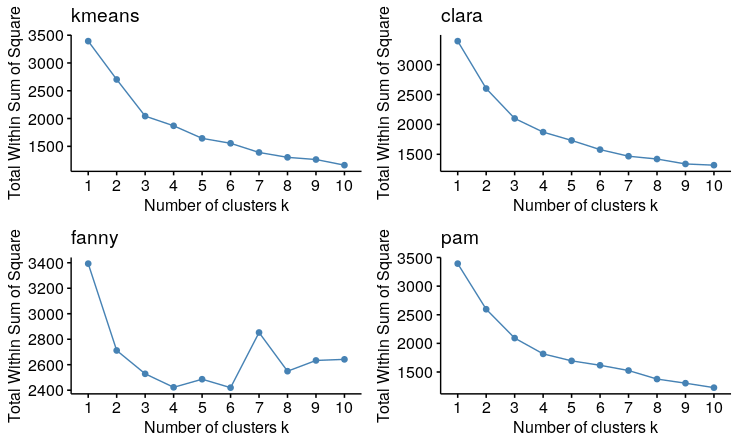 kmeans
Total Within Sum of Square
3500
3000
2500
2000
1500
1 2 3 4 5 6 7 8 9 10
Number of clusters k
clara
Total Within Sum of Square
3000
2500
2000
1500
1 2 3 4 5 6 7 8 9 10
Number of clusters k
fanny
Total Within Sum of Square
3400
3200
3000
2800
2600
2400
1 2 3 4 5 6 7 8 9 10
Number of clusters k
pam
Total Within Sum of Square
3500
3000
2500
2000
1500
1 2 3 4 5 6 7 8 9 10
Number of clusters k